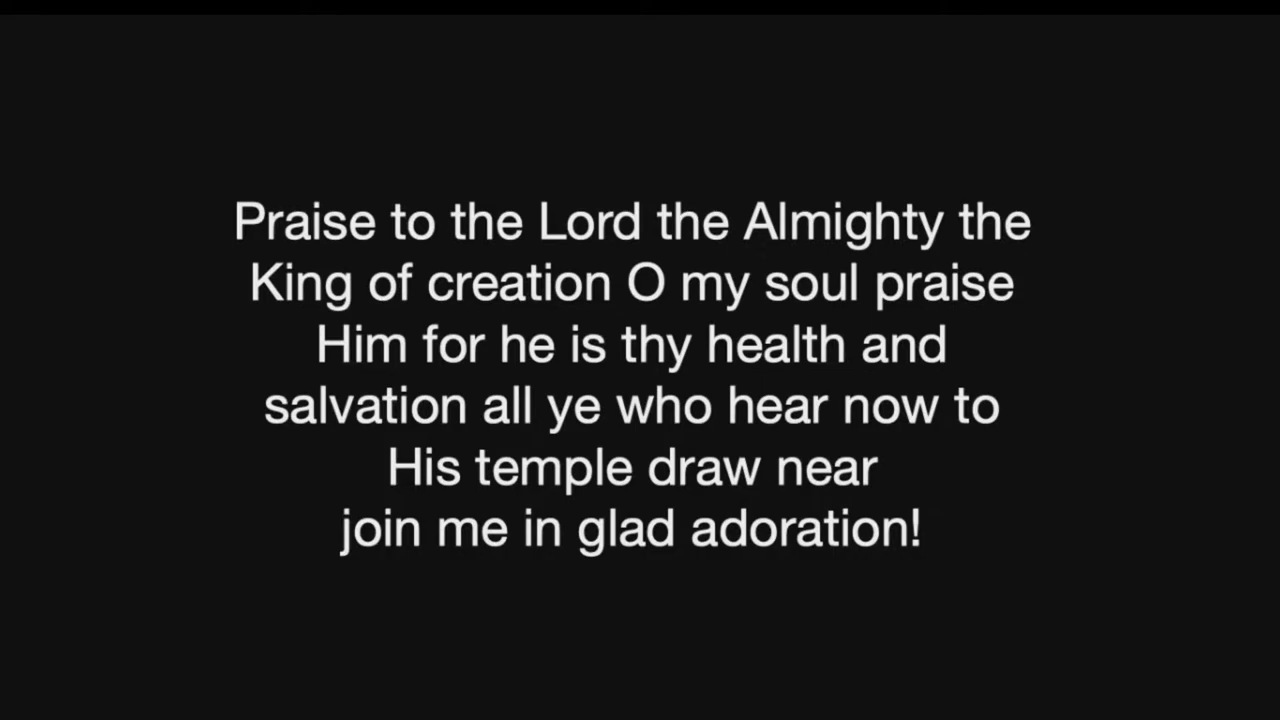 Praise to the Lord the Almighty the
King of creation O my soul praise
Him for he is thy health and
salvation all ye who hear now to
His temple draw near
join me in glad adoration!